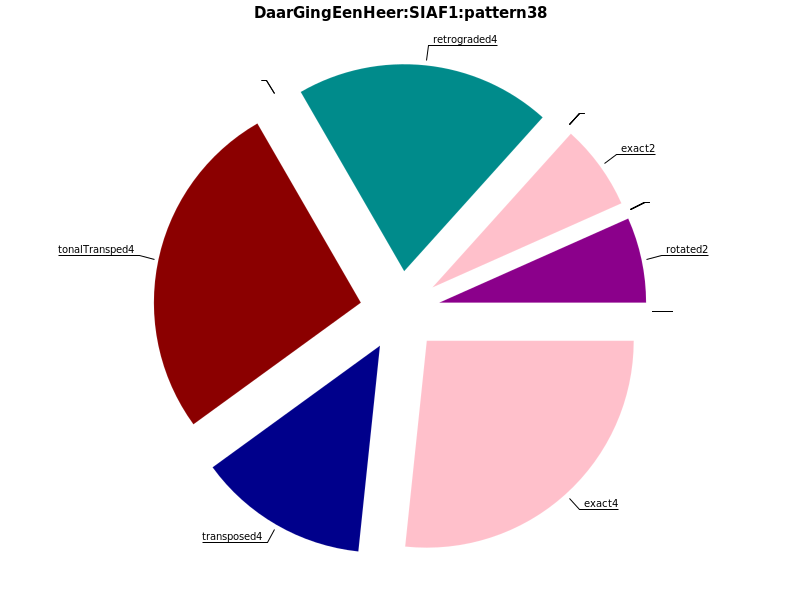 DaarGingEenHeer:SIAF1:pattern38
retrograded4
exact2
tonalTransped4
rotated2
exact4
transposed4